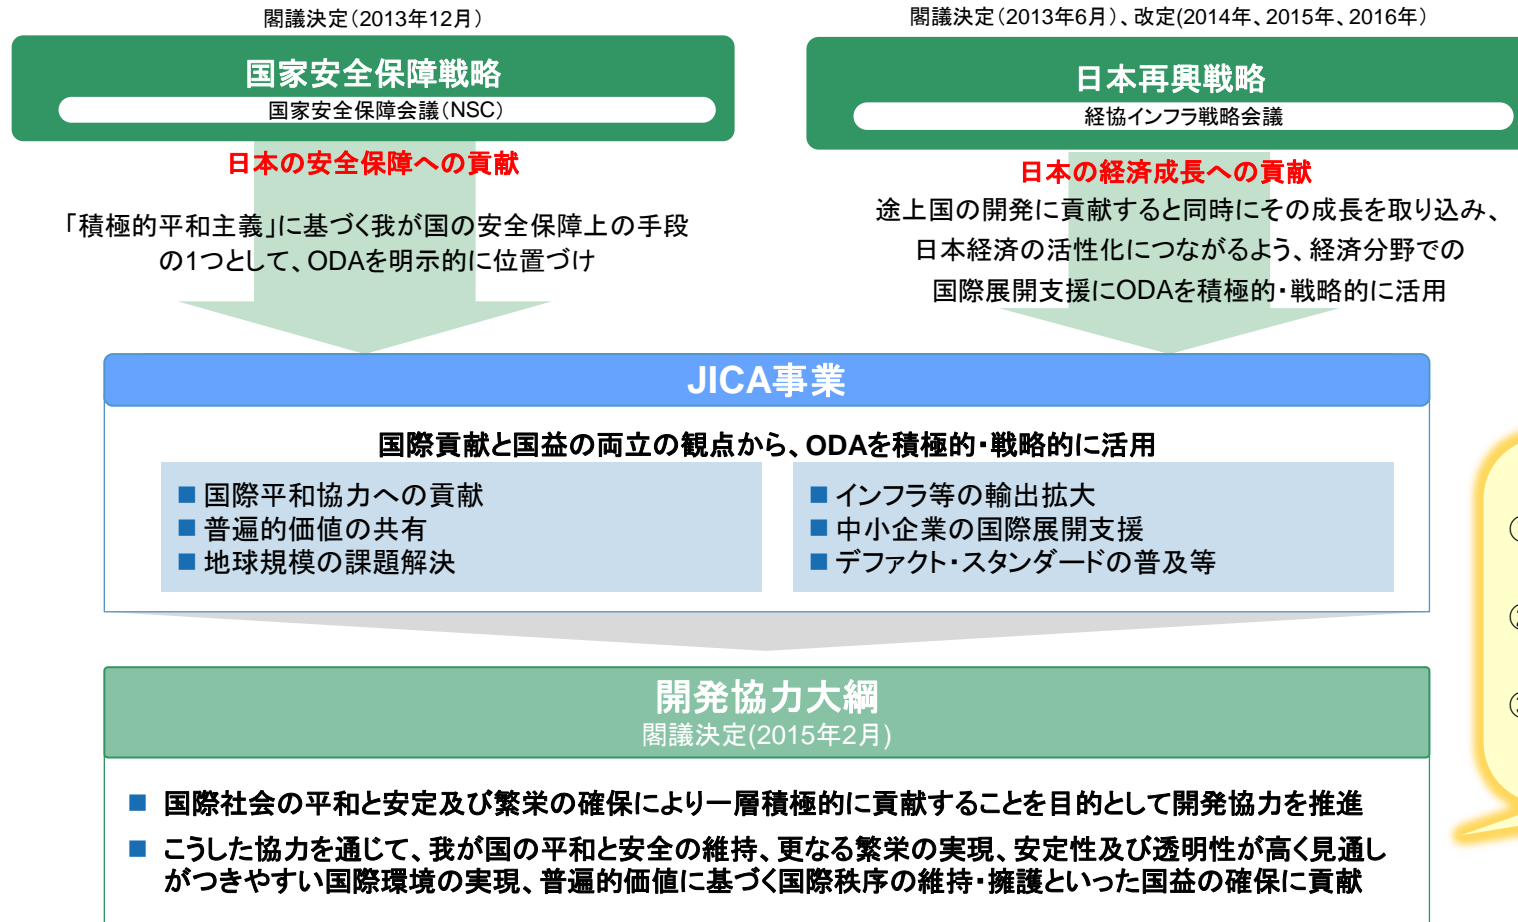 閣議決定（2013年12月）
国家安全保障戦略
国家安全保障会議（NSC）
日本の安全保障への貢献
「積極的平和主義」に基づく我が国の安全保障上の手段
の1つとして、ODAを明示的に位置づけ
閣議決定（2013年6月）、改定(2014年、2015年、2016年）
日本再興戦略
経協インフラ戦略会議
日本の経済成長への貢献
途上国の開発に貢献すると同時にその成長を取り込み、
日本経済の活性化につながるよう、経済分野での
国際展開支援にODAを積極的・戦略的に活用
JICA事業
国際貢献と国益の両立の観点から、ODAを積極的・戦略的に活用
■ 国際平和協力への貢献
■ 普遍的価値の共有
■ 地球規模の課題解決
■ インフラ等の輸出拡大
■ 中小企業の国際展開支援
■ デファクト・スタンダードの普及等
開発協力大綱
閣議決定(2015年2月)
■ 国際社会の平和と安定及び繁栄の確保により一層積極的に貢献することを目的として開発協力を推進
■ こうした協力を通じて、我が国の平和と安全の維持、更なる繁栄の実現、安定性及び透明性が高く見通し
がつきやすい国際環境の実現、普遍的価値に基づく国際秩序の維持・擁護といった国益の確保に貢献